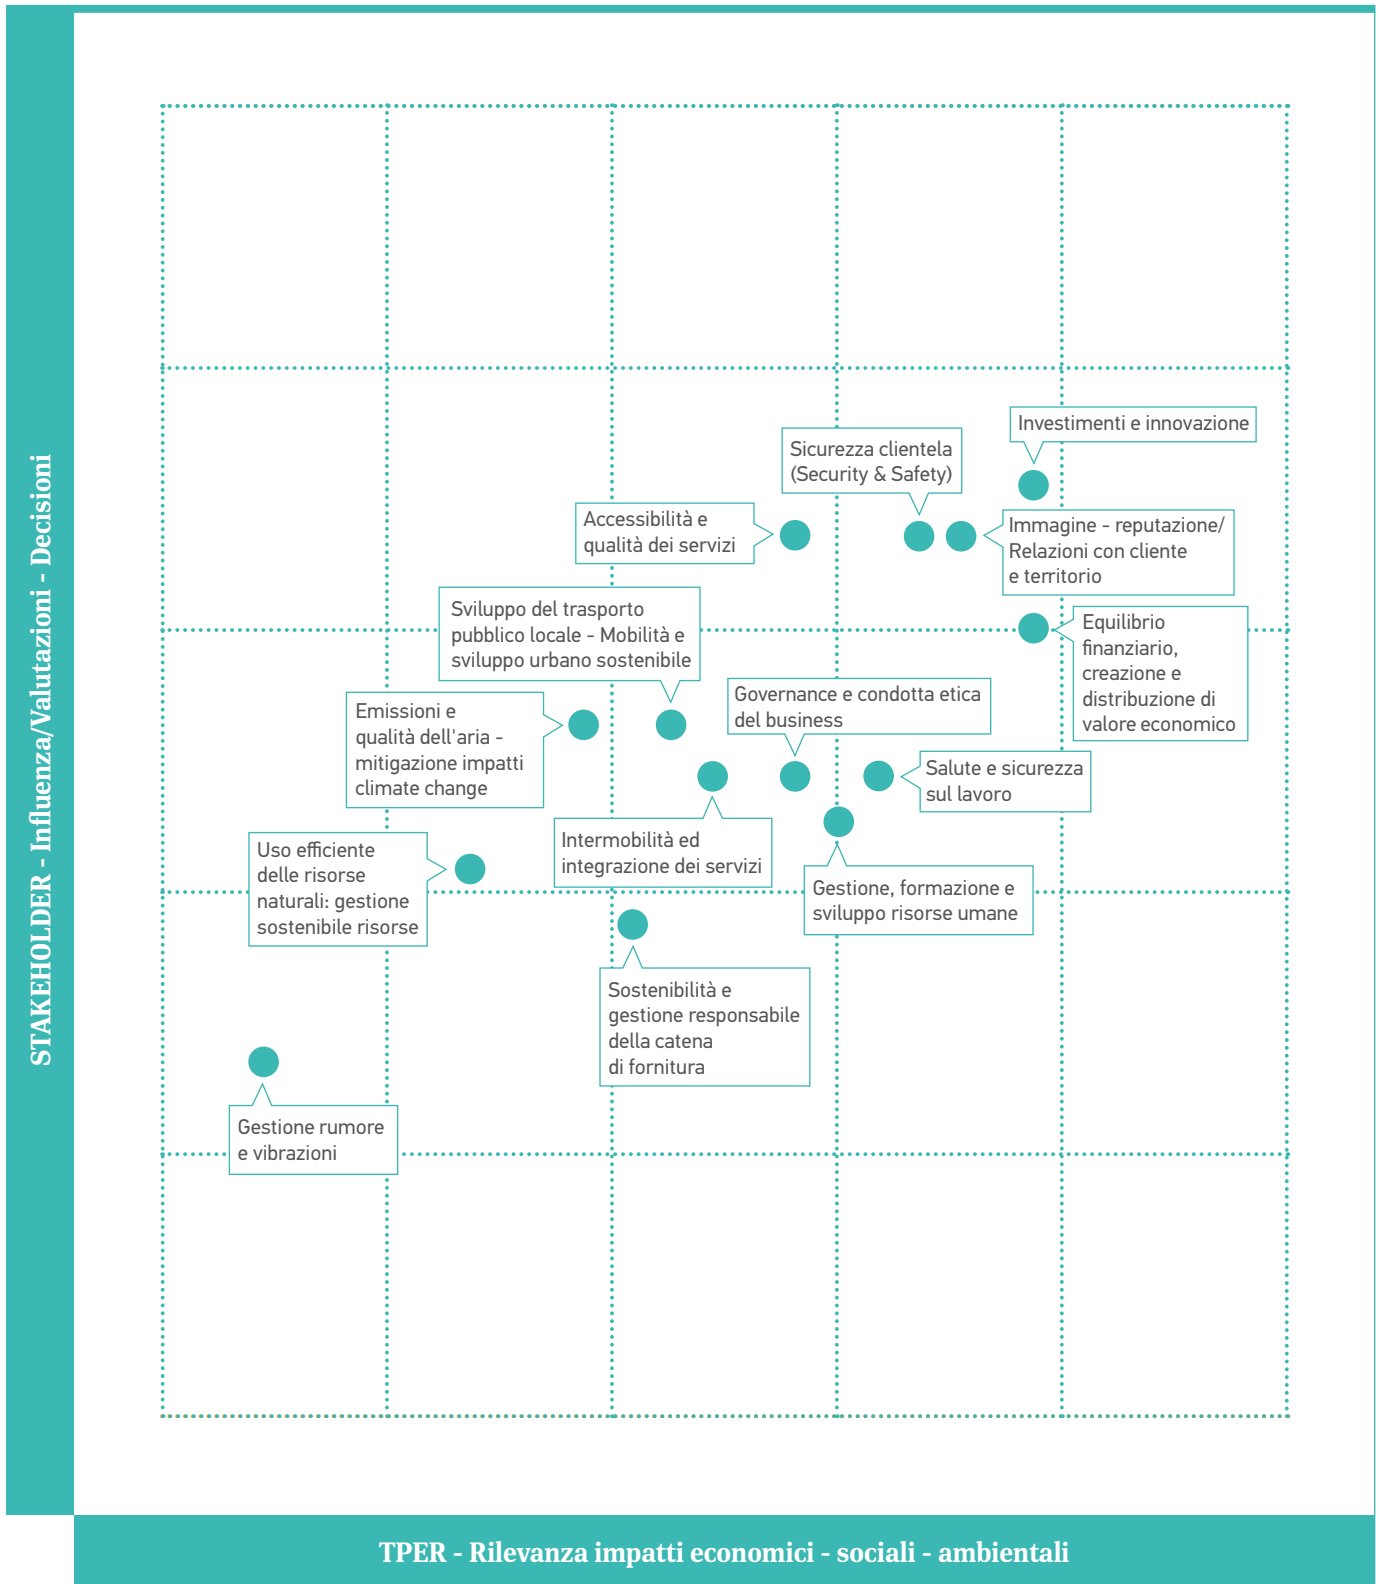 STAKEHOLDER - Influenza/Valutazioni - Decisioni
Investimenti e innovazione
Sicurezza clientela
(Security & Safety)
Accessibilità e
qualità dei servizi
Immagine - reputazione/
Relazioni con cliente
e territorio
Sviluppo del trasporto
pubblico locale - Mobilità e
sviluppo urbano sostenibile
Equilibrio
finanziario,
creazione e
distribuzione di
valore economico
Governance e condotta etica
del business
Emissioni e
qualità dell'aria -
mitigazione impatti
climate change
Salute e sicurezza
sul lavoro
Intermobilità ed
integrazione dei servizi
Uso efficiente
delle risorse
naturali: gestione
sostenibile risorse
Gestione, formazione e
sviluppo risorse umane
Sostenibilità e
gestione responsabile
della catena
di fornitura
Gestione rumore
e vibrazioni
TPER - Rilevanza impatti economici - sociali - ambientali